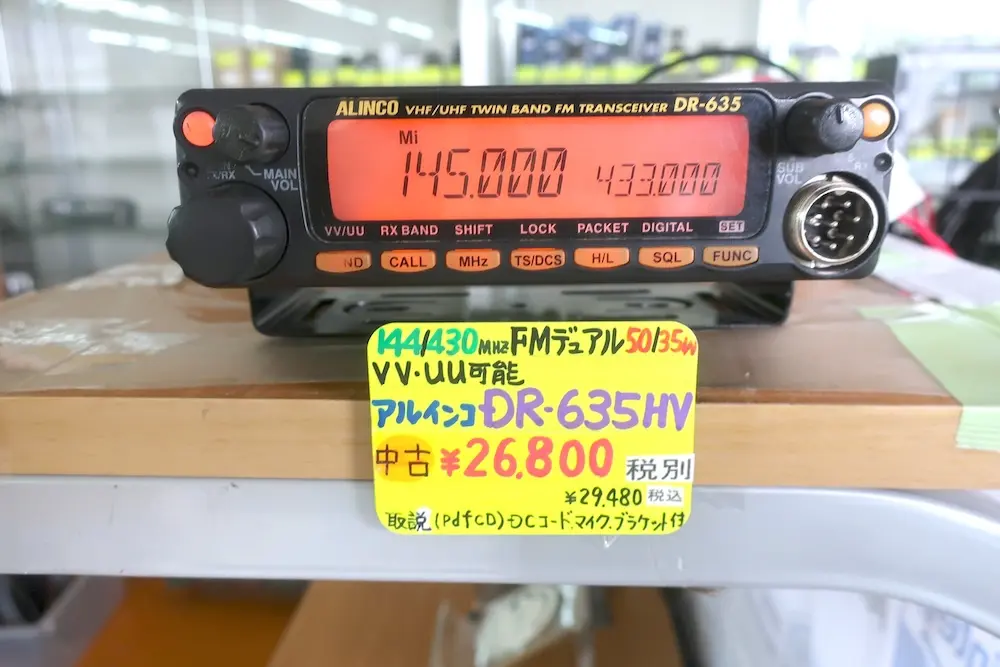 ALINCO VHF/UHF TWIN BAND FM TRANSCEIVER DR-635
Mi
145.000 433.000
MAIN VOL
SUB VOL
VV/UU RX BAND SHIFT LOCK PACKET DIGITAL SET
ND CALL MHz TS/DCS H/L SQL FUNC
144/430MHz FMデュアル 50/35W
VV・UU可能
アルインコ DR-635HV
中古 ¥26,800 税別
¥29,480 税込
取説(PdfCD) DCコード.マイク.ブラケット付